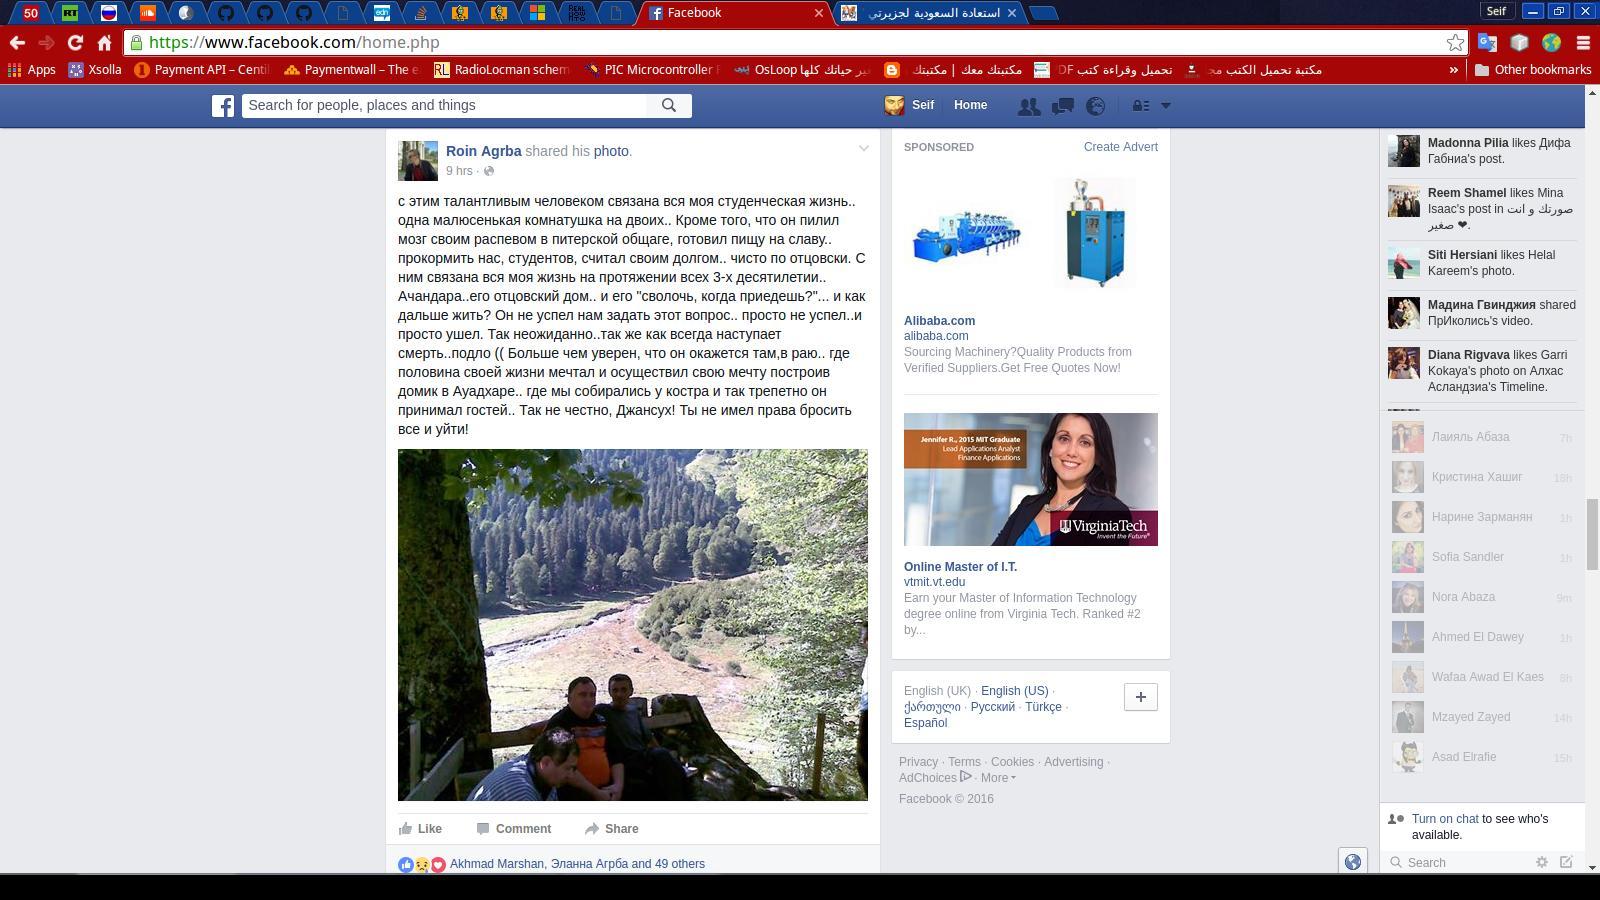 50
RT
edn
Facebook
استعادة السعودية لجزيرتي
Seif
https://www.facebook.com/home.php
Apps
Xsolla
Payment API – Centi
Paymentwall – The e
RL
RadioLocman schem
PIC Microcontroller F
OsLoop غير حياتك كلها
مكتبتك معك | مكتبتك
تحميل وقراءة كتب DF
مكتبة تحميل الكتب مج
»
Other bookmarks
Search for people, places and things
Seif
Home
Roin Agrba shared his photo.
9 hrs ·
с этим талантливым человеком связана вся моя студенческая жизнь..
одна малюсенькая комнатушка на двоих.. Кроме того, что он пилил
мозг своим распевом в питерской общаге, готовил пищу на славу..
прокормить нас, студентов, считал своим долгом.. чисто по отцовски. С
ним связана вся моя жизнь на протяжении всех 3-х десятилетии..
Ачандара..его отцовский дом.. и его "сволочь, когда приедешь?"... и как
дальше жить? Он не успел нам задать этот вопрос.. просто не успел..и
просто ушел. Так неожиданно..так же как всегда наступает
смерть..подло (( Больше чем уверен, что он окажется там,в раю.. где
половина своей жизни мечтал и осуществил свою мечту построив
домик в Ауадхаре.. где мы собирались у костра и так трепетно он
принимал гостей.. Так не честно, Джансух! Ты не имел права бросить
все и уйти!
Like
Comment
Share
Akhmad Marshan, Эланна Агрба and 49 others
SPONSORED
Create Advert
Alibaba.com
alibaba.com
Sourcing Machinery?Quality Products from
Verified Suppliers.Get Free Quotes Now!
Jennifer R., 2015 MIT Graduate
Lead Applications Analyst
Finance Applications
VirginiaTech
Invent the Future®
Online Master of I.T.
vtmit.vt.edu
Earn your Master of Information Technology
degree online from Virginia Tech. Ranked #2
by...
English (UK) · English (US) ·
ქართული · Русский · Türkçe ·
Español
Privacy · Terms · Cookies · Advertising ·
AdChoices · More
Facebook © 2016
Madonna Pilia likes Дифа
Габниа's post.
Reem Shamel likes Mina
Isaac's post in صورتك و انت
صغير ❤.
Siti Hersiani likes Helal
Kareem's photo.
Мадина Гвинджия shared
ПрИколись's video.
Diana Rigvava likes Garri
Kokaya's photo on Алхас
Асландзиа's Timeline.
Лаияль Абаза 7h
Кристина Хашиг 18h
Нарине Зарманян 1h
Sofia Sandler 1h
Nora Abaza 9m
Ahmed El Dawey 1h
Wafaa Awad El Kaes 8h
Mzayed Zayed 14h
Asad Elrafie 15h
Turn on chat to see who's
available.
Search